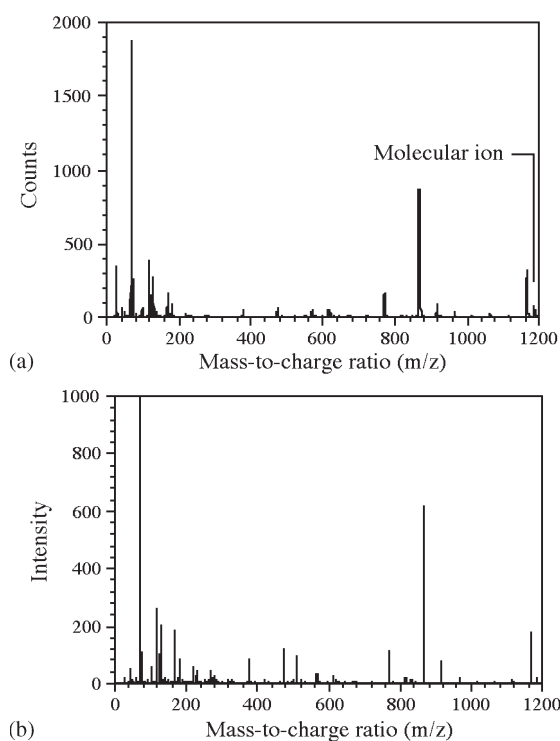 2000
1500
1000
500
0
Counts
Molecular ion
0 200 400 600 800 1000 1200
Mass-to-charge ratio (m/z)
(a)
1000
800
600
400
200
0
Intensity
0 200 400 600 800 1000 1200
Mass-to-charge ratio (m/z)
(b)